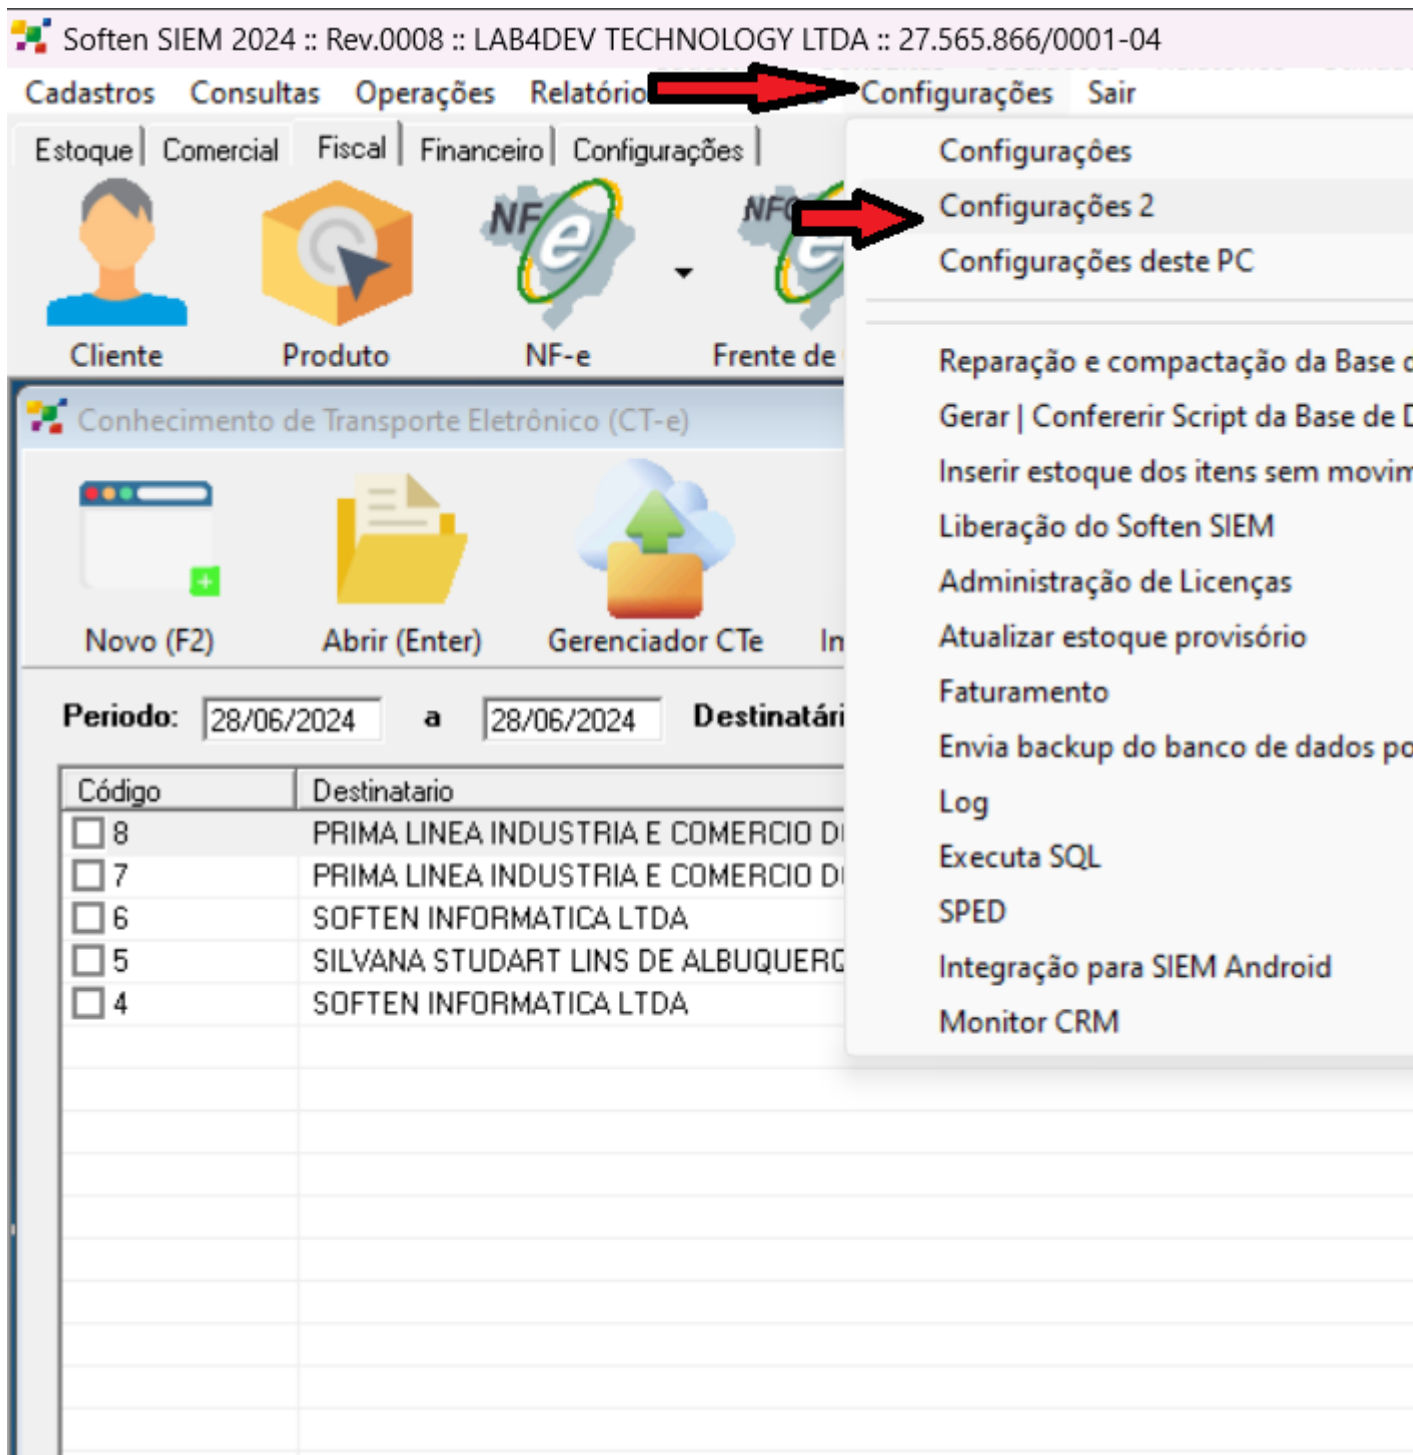 Soften SIEM 2024 :: Rev.0008 :: LAB4DEV TECHNOLOGY LTDA :: 27.565.866/0001-04
Cadastros Consultas Operações Relatório Configurações Sair
Estoque Comercial Fiscal Financeiro Configurações
Configuraçôes
Configurações 2
Configurações deste PC
Cliente Produto NF-e Frente de
Reparação e compactação da Base
Gerar | Confererir Script da Base de
Inserir estoque dos itens sem
Liberação do Soften SIEM
Administração de Licenças
Atualizar estoque provisório
Faturamento
Envia backup do banco de dados
Log
Executa SQL
SPED
Integração para SIEM Android
Monitor CRM
Conhecimento de Transporte Eletrônico (CT-e)
Novo (F2) Abrir (Enter) Gerenciador CTe
Periodo: 28/06/2024 a 28/06/2024
Código Destinatario
8 PRIMA LINEA INDUSTRIA E COMERCIO
7 PRIMA LINEA INDUSTRIA E COMERCIO
6 SOFTEN INFORMATICA LTDA
5 SILVANA STUDART LINS DE
4 SOFTEN INFORMATICA LTDA